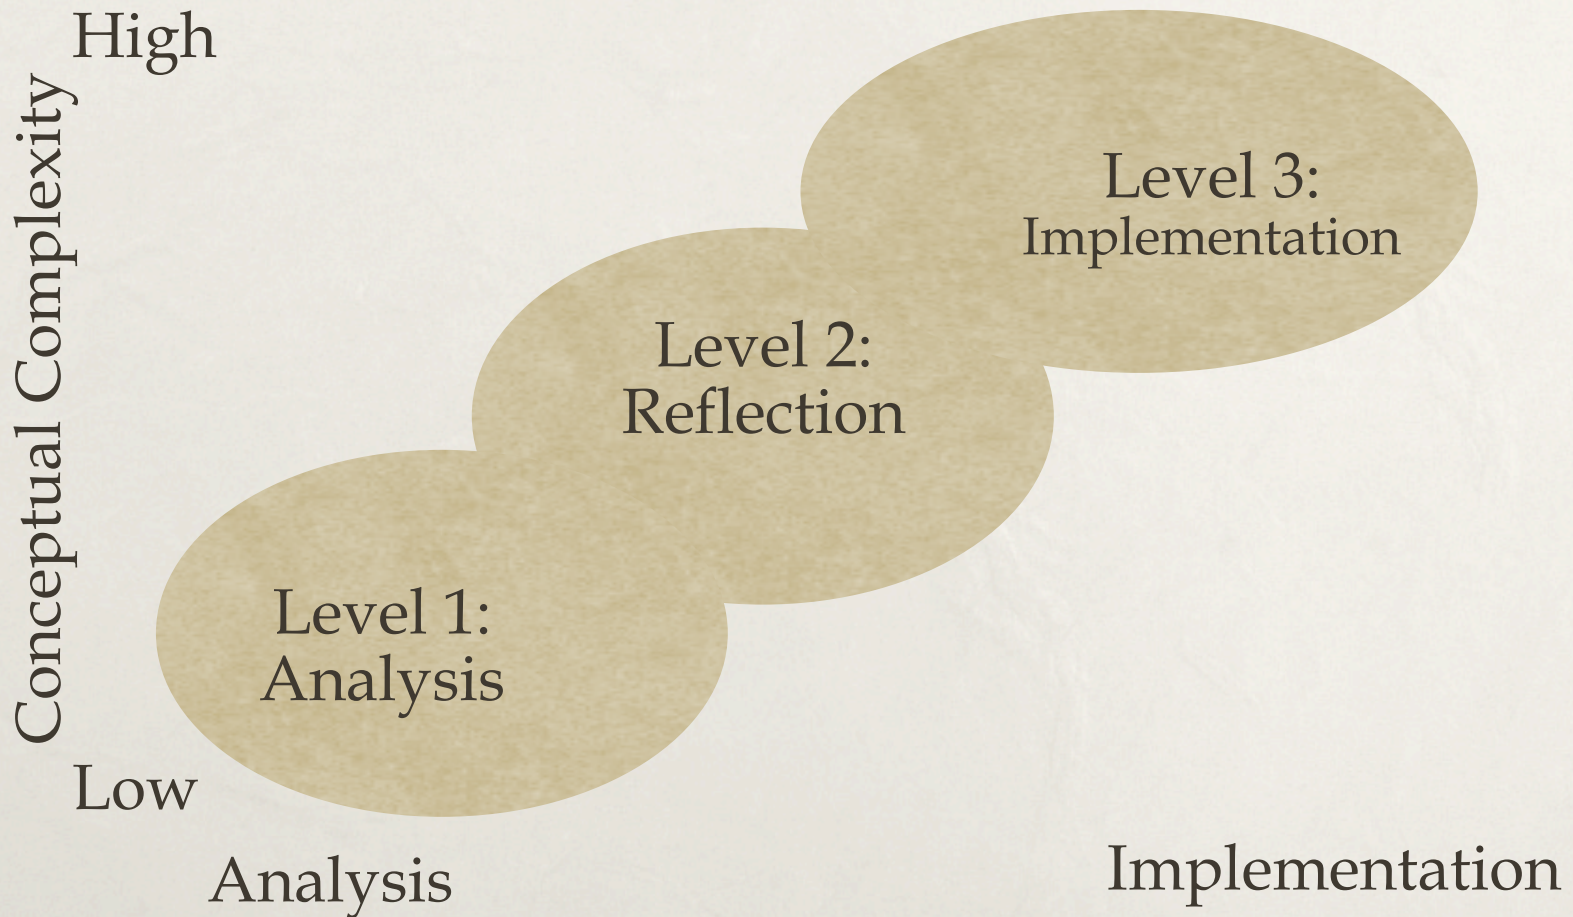 High
Conceptual Complexity
Level 3:
Implementation
Level 2:
Reflection
Level 1:
Analysis
Low
Analysis
Implementation